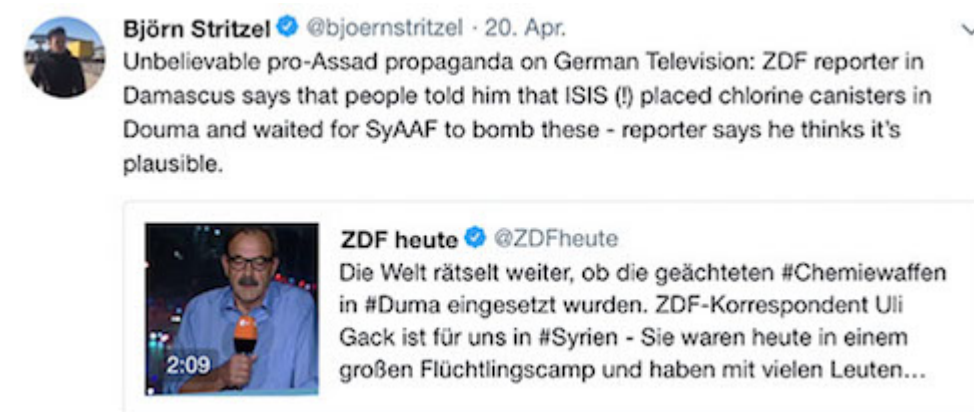 Björn Stritzel @bjoernstritzel · 20. Apr.
Unbelievable pro-Assad propaganda on German Television: ZDF reporter in
Damascus says that people told him that ISIS (!) placed chlorine canisters in
Douma and waited for SyAAF to bomb these - reporter says he thinks it's
plausible.
ZDF heute @ZDFheute
Die Welt rätselt weiter, ob die geächteten #Chemiewaffen
in #Duma eingesetzt wurden. ZDF-Korrespondent Uli
Gack ist für uns in #Syrien - Sie waren heute in einem
großen Flüchtlingscamp und haben mit vielen Leuten...
2:09